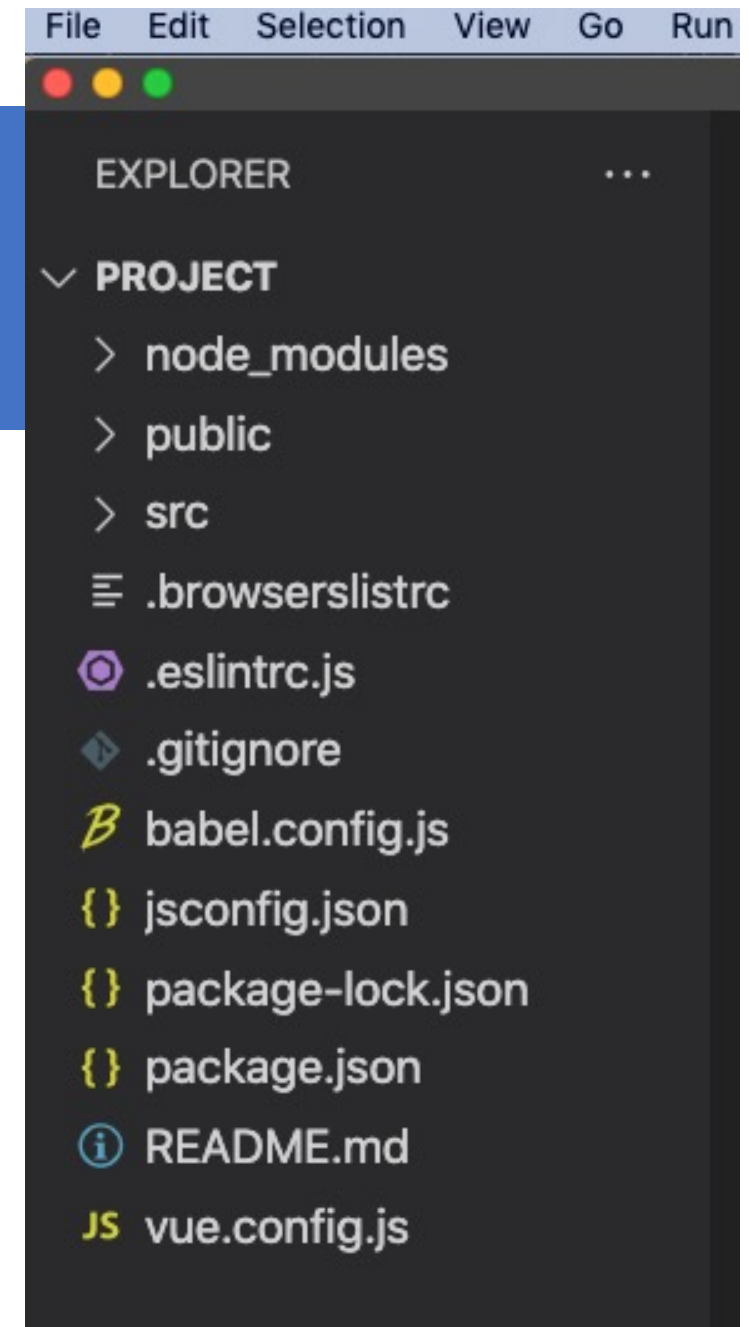 File Edit Selection View Go Run
EXPLORER ...
PROJECT
node_modules
public
src
.browserslistrc
.eslintrc.js
.gitignore
babel.config.js
jsconfig.json
package-lock.json
package.json
README.md
JS vue.config.js